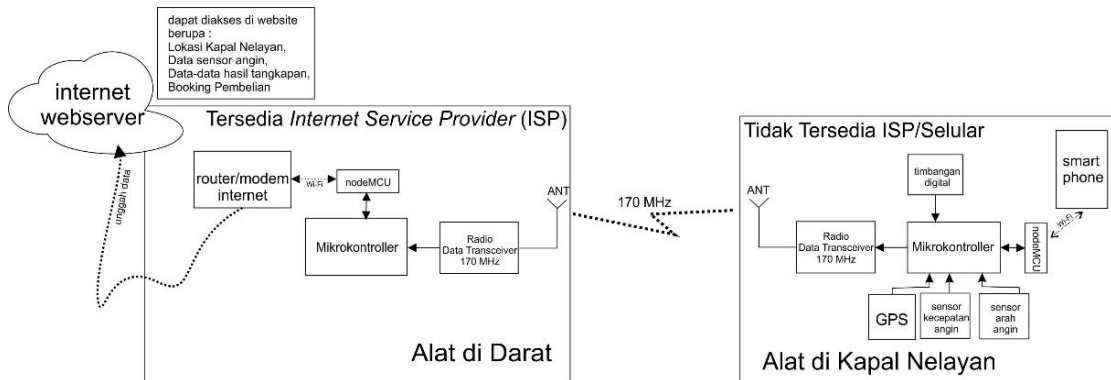 dapat diakses di website
berupa :
Lokasi Kapal Nelayan,
Data sensor angin,
Data-data hasil tangkapan,
Booking Pembelian
internet
webserver
unggah data
Tersedia Internet Service Provider (ISP)
router/modem
internet
Wi-Fi
nodeMCU
Mikrokontroller
Radio
Data Transceiver
170 MHz
ANT
Alat di Darat
170 MHz
Tidak Tersedia ISP/Selular
ANT
timbangan
digital
smart
phone
Radio
Data Transceiver
170 MHz
Mikrokontroller
nodeMCU
Wi-Fi
GPS
sensor
kecepatan
angin
sensor
arah
angin
Alat di Kapal Nelayan